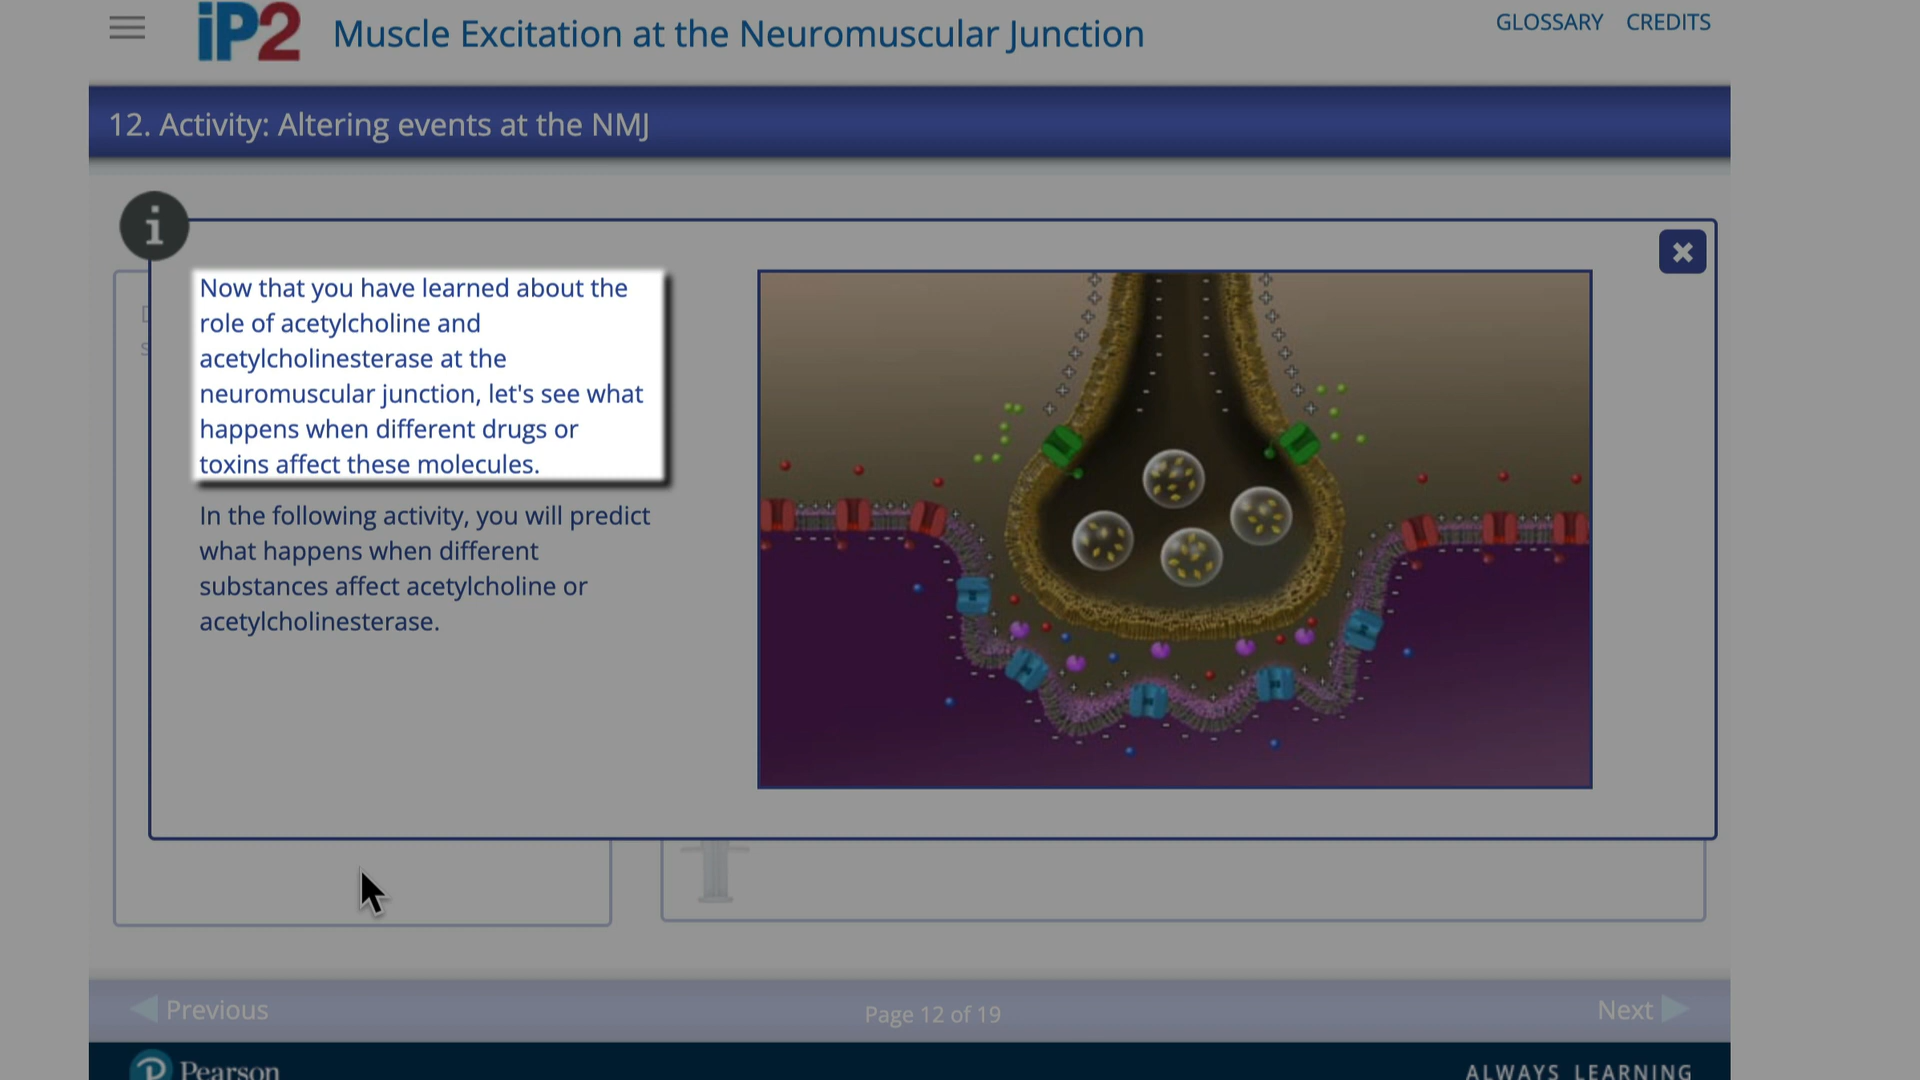 iP2
Muscle Excitation at the Neuromuscular Junction
GLOSSARY CREDITS
12. Activity: Altering events at the NMJ
i
Now that you have learned about the
role of acetylcholine and
acetylcholinesterase at the
neuromuscular junction, let's see what
happens when different drugs or
toxins affect these molecules.
In the following activity, you will predict
what happens when different
substances affect acetylcholine or
acetylcholinesterase.
Previous
Page 12 of 19
Next
Pearson
ALWAYS LEARNING